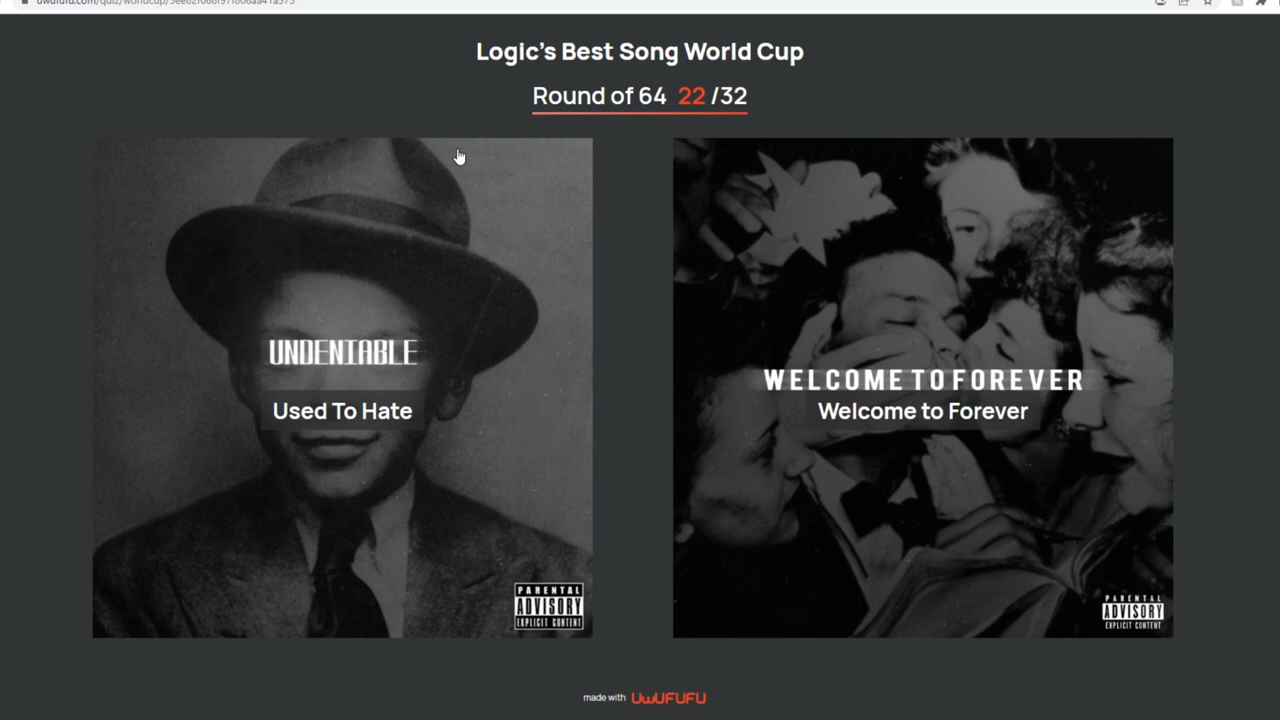 Logic's Best Song World Cup
Round of 64 22 /32
UNDENIABLE
Used To Hate
PARENTAL
ADVISORY
EXPLICIT CONTENT
WELCOME TO FOREVER
Welcome to Forever
PARENTAL
ADVISORY
EXPLICIT CONTENT
made with UwUFUFU